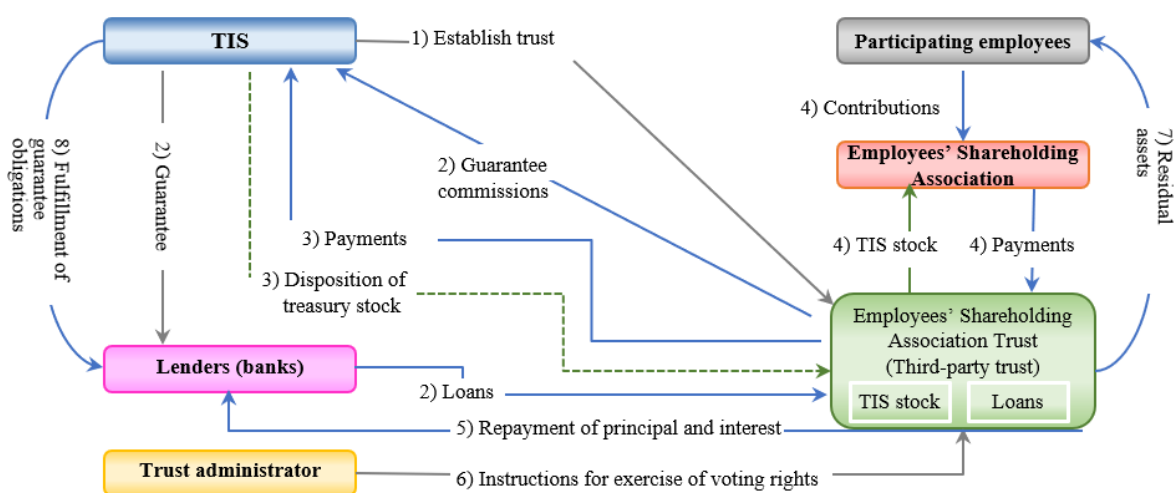 TIS
1) Establish trust
Participating employees
4) Contributions
7) Residual
assets
8) Fulfillment of
guarantee
obligations
2) Guarantee
2) Guarantee
commissions
Employees' Shareholding
Association
3) Payments
4) TIS stock
4) Payments
3) Disposition of
treasury stock
Employees' Shareholding
Association Trust
(Third-party trust)
TIS stock
Loans
Lenders (banks)
2) Loans
5) Repayment of principal and interest
Trust administrator
6) Instructions for exercise of voting rights